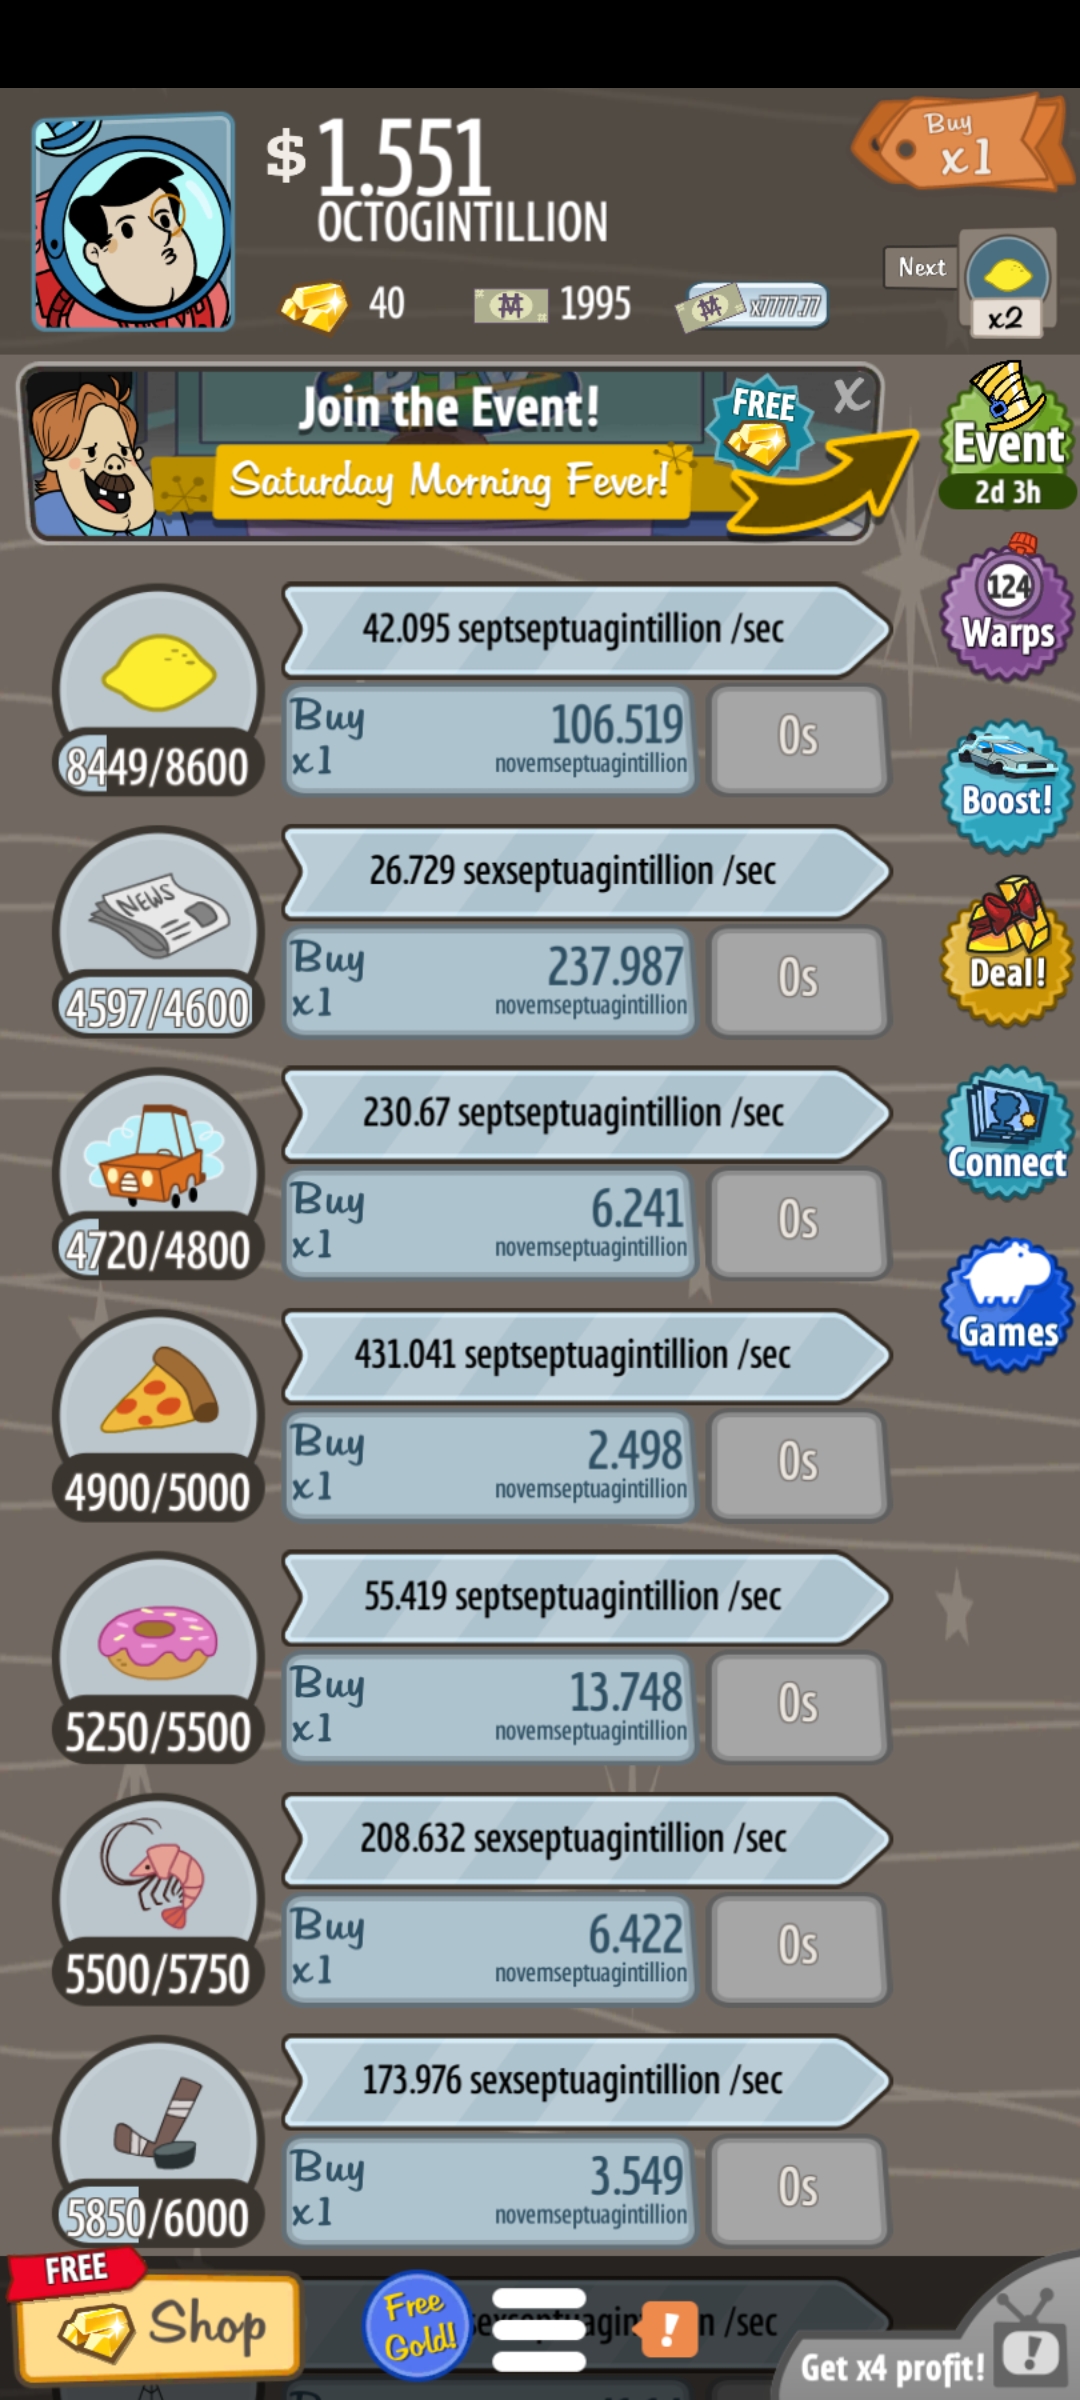 $1.551
OCTOGINTILLION
Buy
x1
40
1995
x7777.77
Next
x2
Join the Event!
Saturday Morning Fever!
FREE
X
Event
2d 3h
124
Warps
Boost!
Deal!
Connect
Games
42.095 septseptuagintillion /sec
8449/8600
Buy
x1
106.519
novemseptuagintillion
0s
NEWS
26.729 sexseptuagintillion /sec
4597/4600
Buy
x1
237.987
novemseptuagintillion
0s
230.67 septseptuagintillion /sec
4720/4800
Buy
x1
6.241
novemseptuagintillion
0s
431.041 septseptuagintillion /sec
4900/5000
Buy
x1
2.498
novemseptuagintillion
0s
55.419 septseptuagintillion /sec
5250/5500
Buy
x1
13.748
novemseptuagintillion
0s
208.632 sexseptuagintillion /sec
5500/5750
Buy
x1
6.422
novemseptuagintillion
0s
173.976 sexseptuagintillion /sec
5850/6000
Buy
x1
3.549
novemseptuagintillion
0s
FREE
Shop
Free
Gold!
!
/sec
Get x4 profit!
!